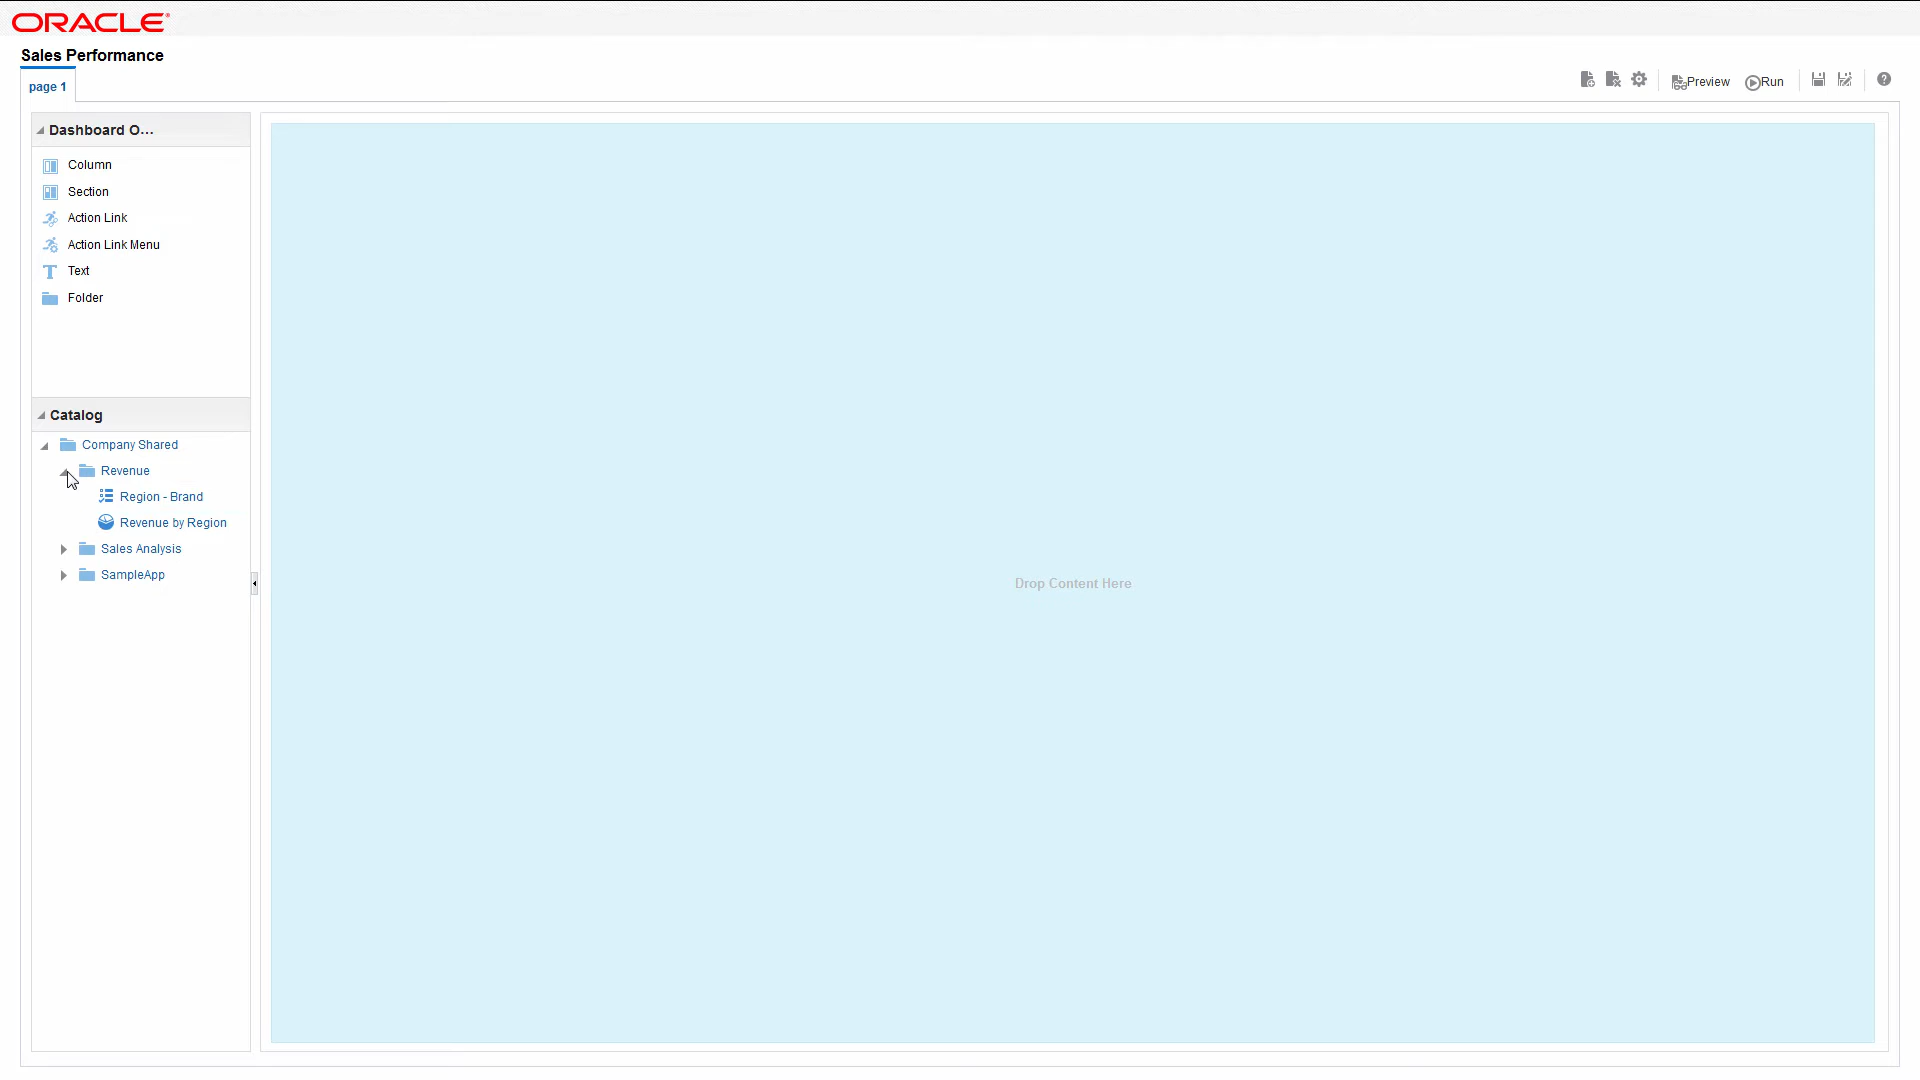 ORACLE
Sales Performance
page 1
Preview
Run
Dashboard O...
Column
Section
Action Link
Action Link Menu
Text
Folder
Catalog
Company Shared
Revenue
Region - Brand
Revenue by Region
Sales Analysis
SampleApp
Drop Content Here